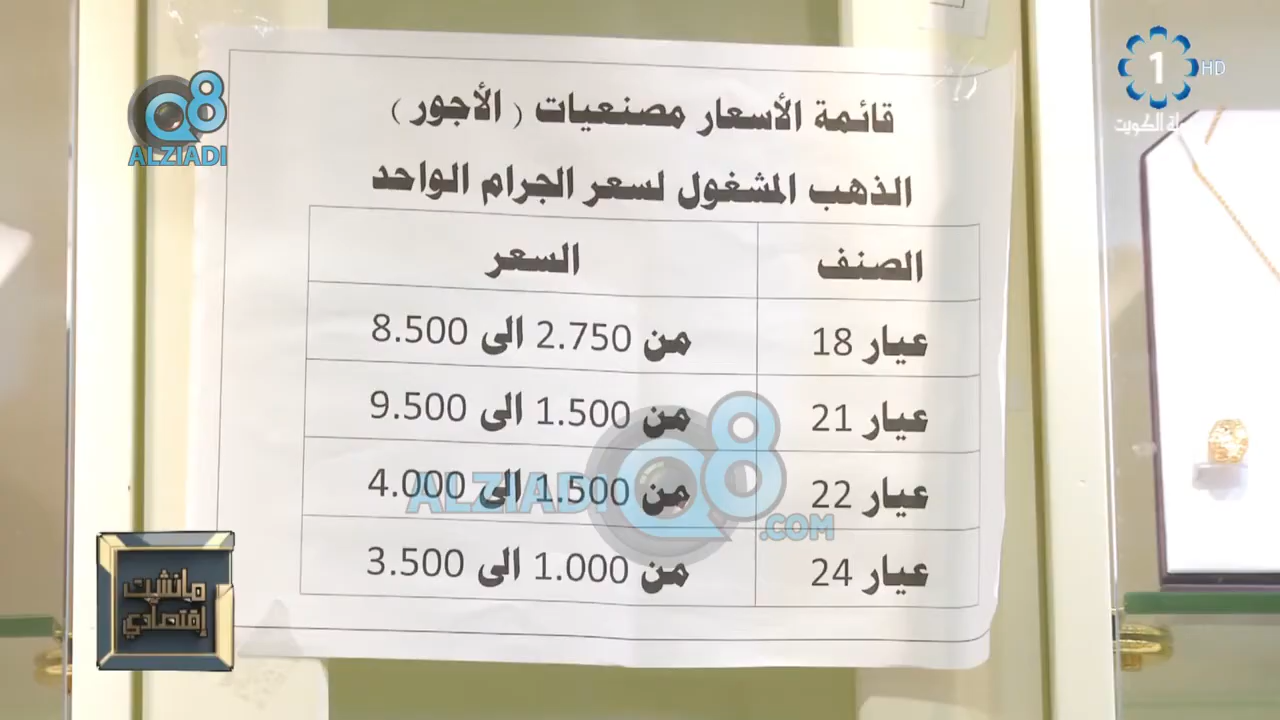 قائمة الأسعار مصنعيات ( الأجور )
الذهب المشغول لسعر الجرام الواحد
الصنف السعر
عيار 18 من 2.750 الى 8.500
عيار 21 من 1.500 الى 9.500
عيار 22 من 1.500 الى 4.000
عيار 24 من 1.000 الى 3.500
Q8
ALZIADI
1 HD
ALZIADI Q8
.COM
مانشيت
إقتصادي